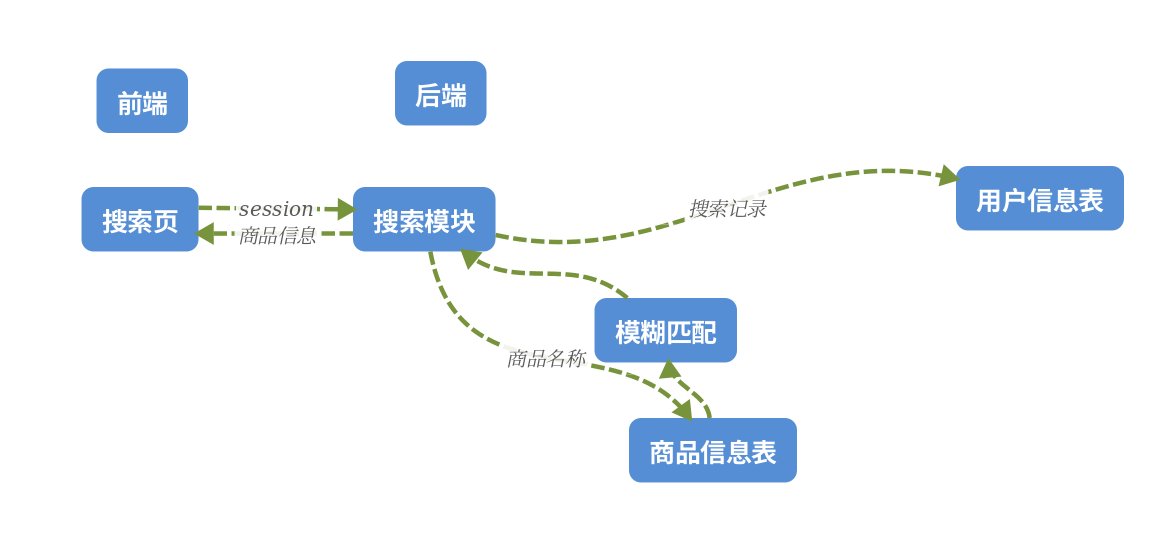 前端
后端
搜索页
session
商品信息
搜索模块
搜索记录
用户信息表
模糊匹配
商品名称
商品信息表